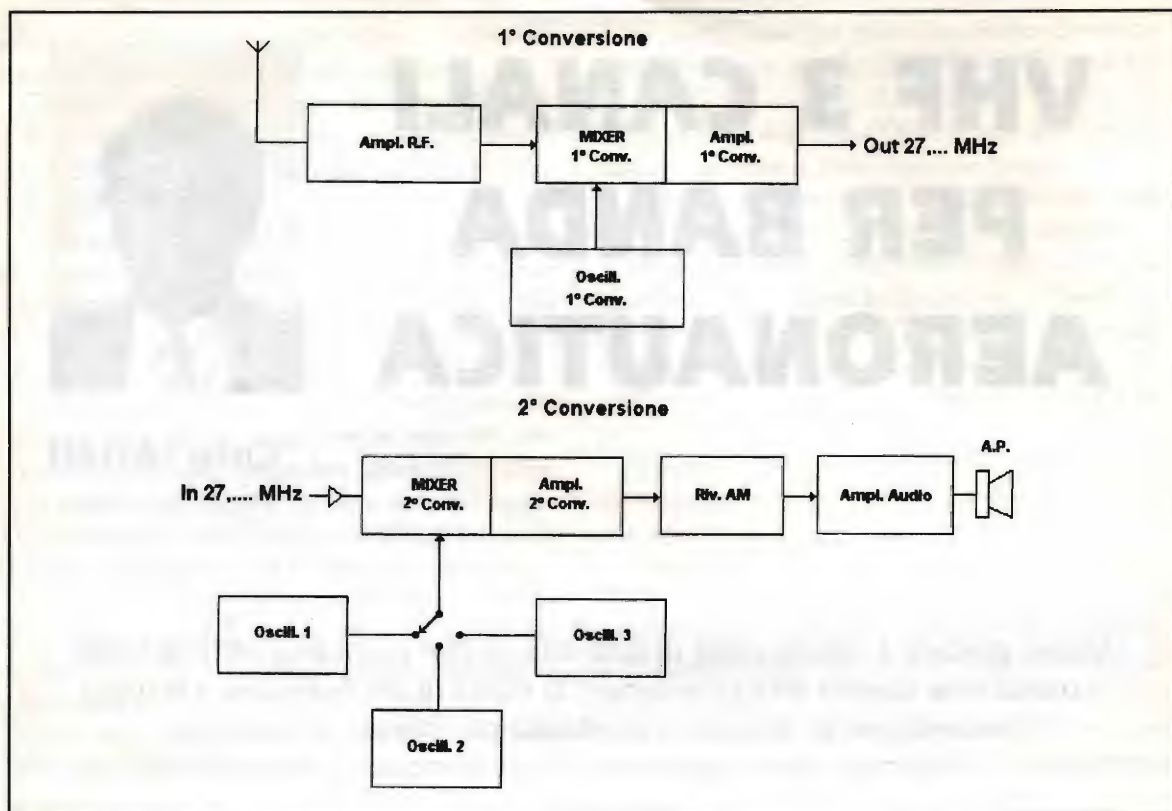 1° Conversione
Ampl. R.F.
MIXER
1° Conv.
Ampl.
1° Conv.
Out 27,... MHz
Oscill.
1° Conv.
2° Conversione
In 27,.... MHz
MIXER
2° Conv.
Ampl.
2° Conv.
Riv. AM
Ampl. Audio
A.P.
Oscill. 1
Oscill. 3
Oscill. 2
VHF 3 CANALI
PER BANDA
AERONAUTICA